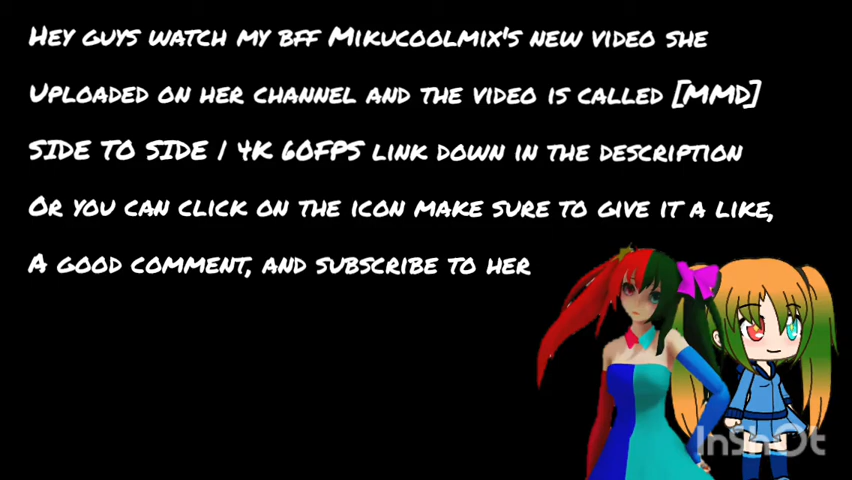 Hey guys watch my bff Mikucoolmix's new video she
Uploaded on her channel and the video is called [MMD]
SIDE TO SIDE / 4K 60FPS link down in the description
Or you can click on the icon make sure to give it a like,
A good comment, and subscribe to her
InShOt